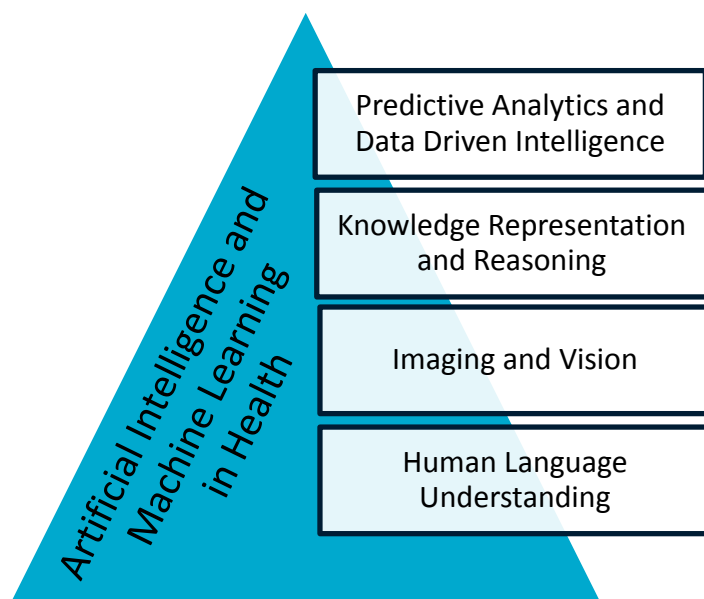 Artificial Intelligence and
Machine Learning
in Health
Predictive Analytics and
Data Driven Intelligence
Knowledge Representation
and Reasoning
Imaging and Vision
Human Language
Understanding